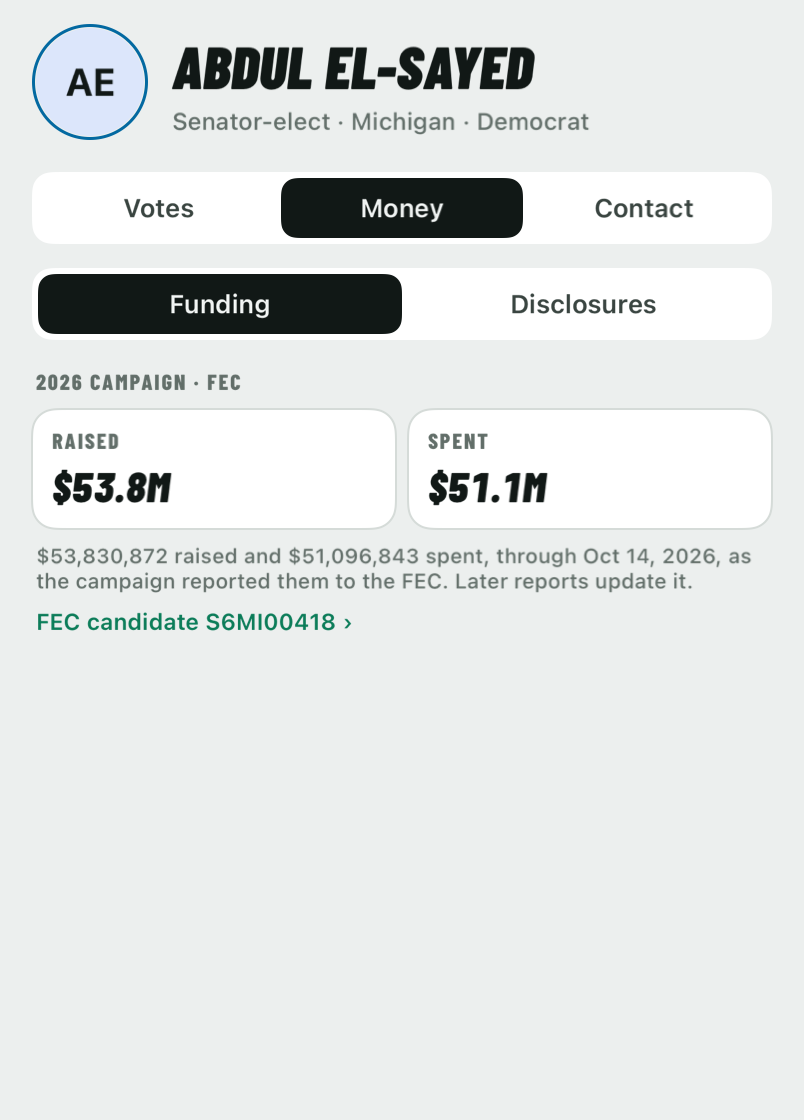 AE
ABDUL EL-SAYED
Senator-elect · Michigan · Democrat
Votes
Money
Contact
Funding
Disclosures
2026 CAMPAIGN · FEC
RAISED
$53.8M
SPENT
$51.1M
$53,830,872 raised and $51,096,843 spent, through Oct 14, 2026, as
the campaign reported them to the FEC. Later reports update it.
FEC candidate S6MI00418 ›